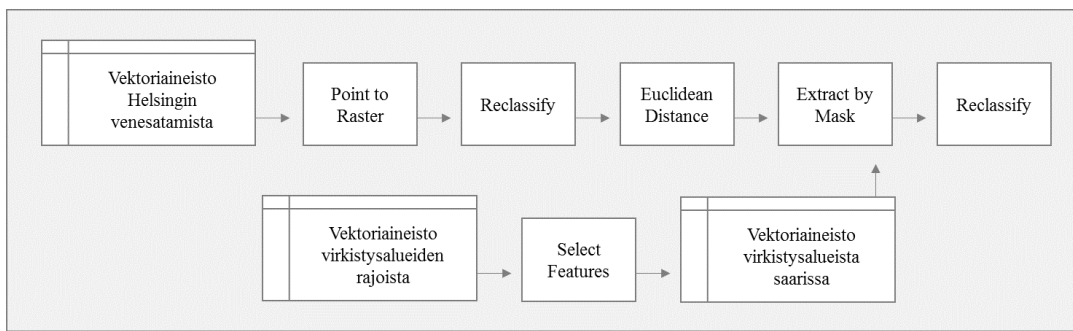 Vektoriaineisto
Helsingin
venesatamista
Point to
Raster
Reclassify
Euclidean
Distance
Extract by
Mask
Reclassify
Vektoriaineisto
virkistysalueiden
rajoista
Select
Features
Vektoriaineisto
virkistysalueista
saarissa